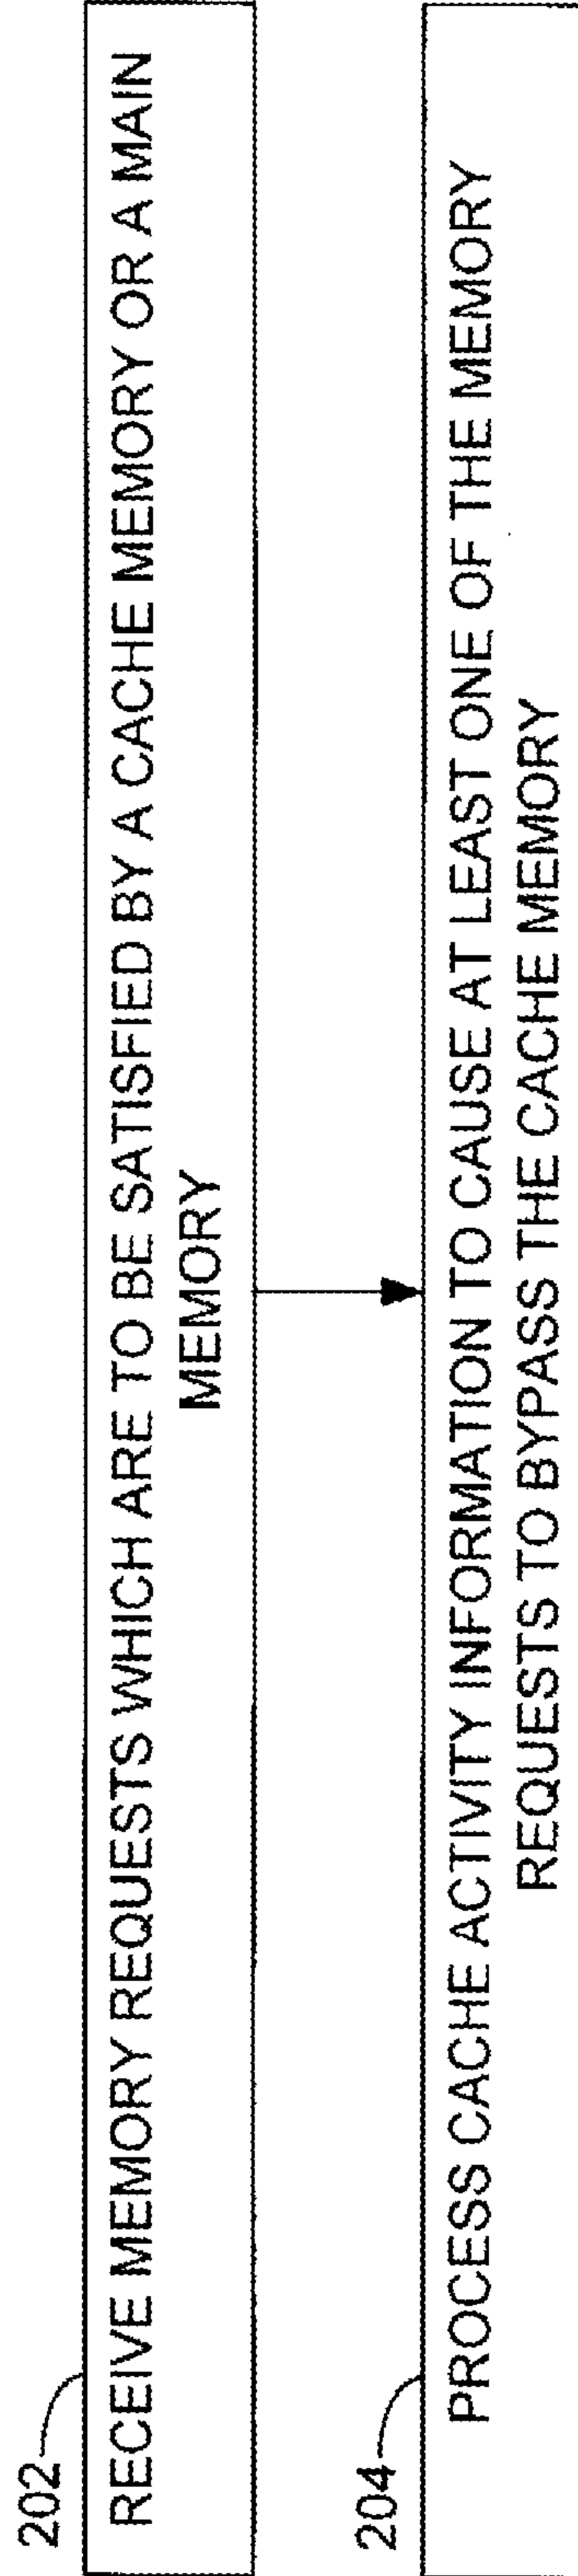 202
RECEIVE MEMORY REQUESTS WHICH ARE TO BE SATISFIED BY A CACHE MEMORY OR A MAIN
MEMORY
204
PROCESS CACHE ACTIVITY INFORMATION TO CAUSE AT LEAST ONE OF THE MEMORY
REQUESTS TO BYPASS THE CACHE MEMORY